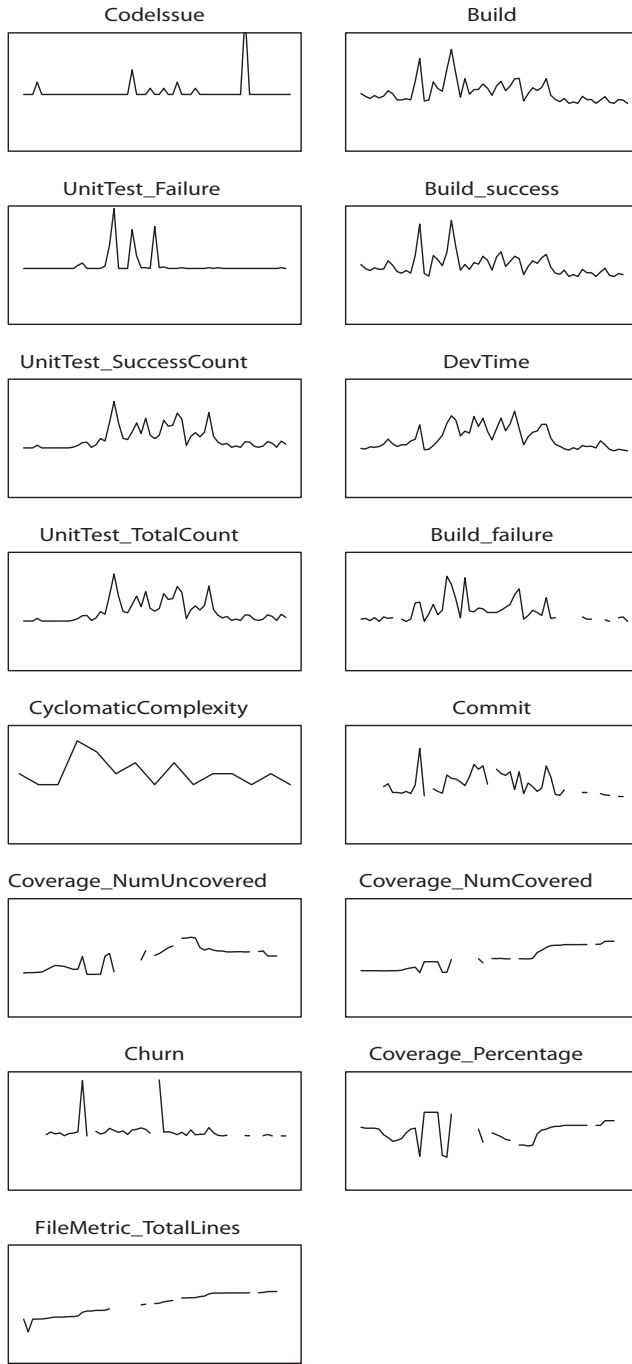 CodeIssue
Build
UnitTest_Failure
Build_success
UnitTest_SuccessCount
DevTime
UnitTest_TotalCount
Build_failure
CyclomaticComplexity
Commit
Coverage_NumUncovered
Coverage_NumCovered
Churn
Coverage_Percentage
FileMetric_TotalLines